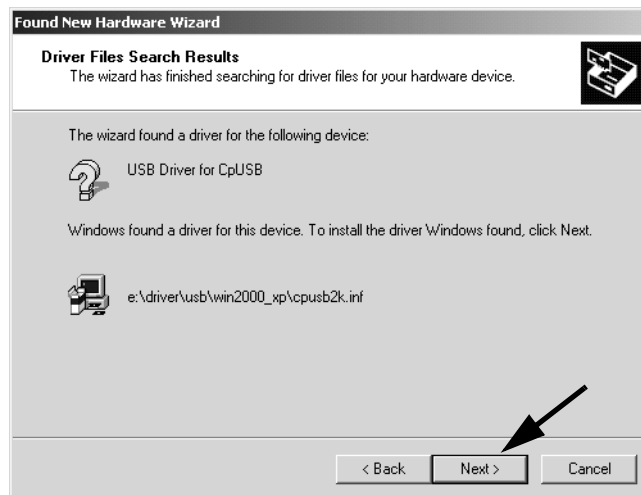 Found New Hardware Wizard
Driver Files Search Results
The wizard has finished searching for driver files for your hardware device.
The wizard found a driver for the following device:
USB Driver for CpUSB
Windows found a driver for this device. To install the driver Windows found, click Next.
e:\driver\usb\win2000_xp\cpusb2k.inf
< Back Next > Cancel